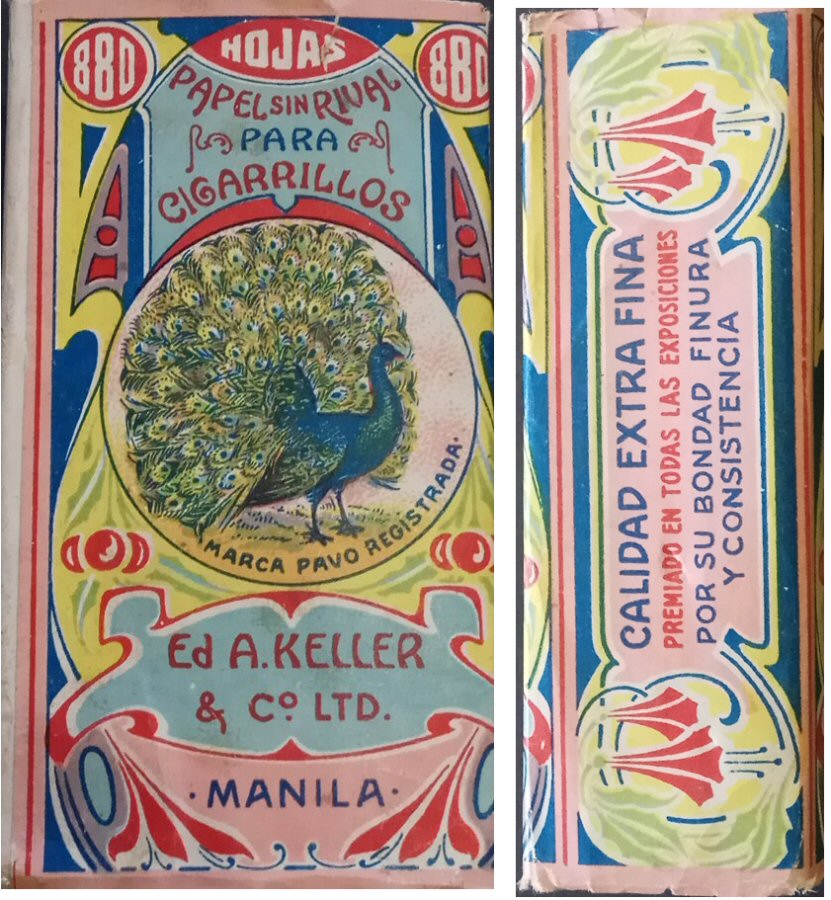 880
HOJAS
880
PAPEL SIN RIVAL
PARA
CIGARRILLOS
MARCA PAVO REGISTRADA.
Ed A. KELLER
& Cº LTD.
· MANILA ·
CALIDAD EXTRA FINA
PREMIADO EN TODAS LAS EXPOSICIONES
POR SU BONDAD FINURA
Y CONSISTENCIA